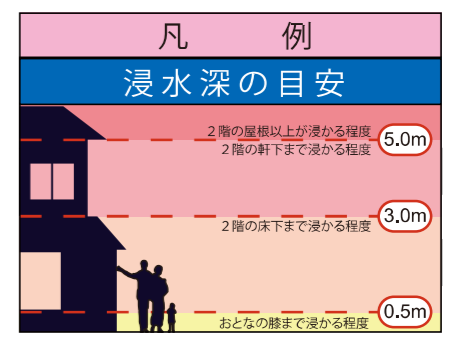 凡例
浸水深の目安
２階の屋根以上が浸かる程度
5.0m
２階の軒下まで浸かる程度
3.0m
２階の床下まで浸かる程度
0.5m
おとなの膝まで浸かる程度